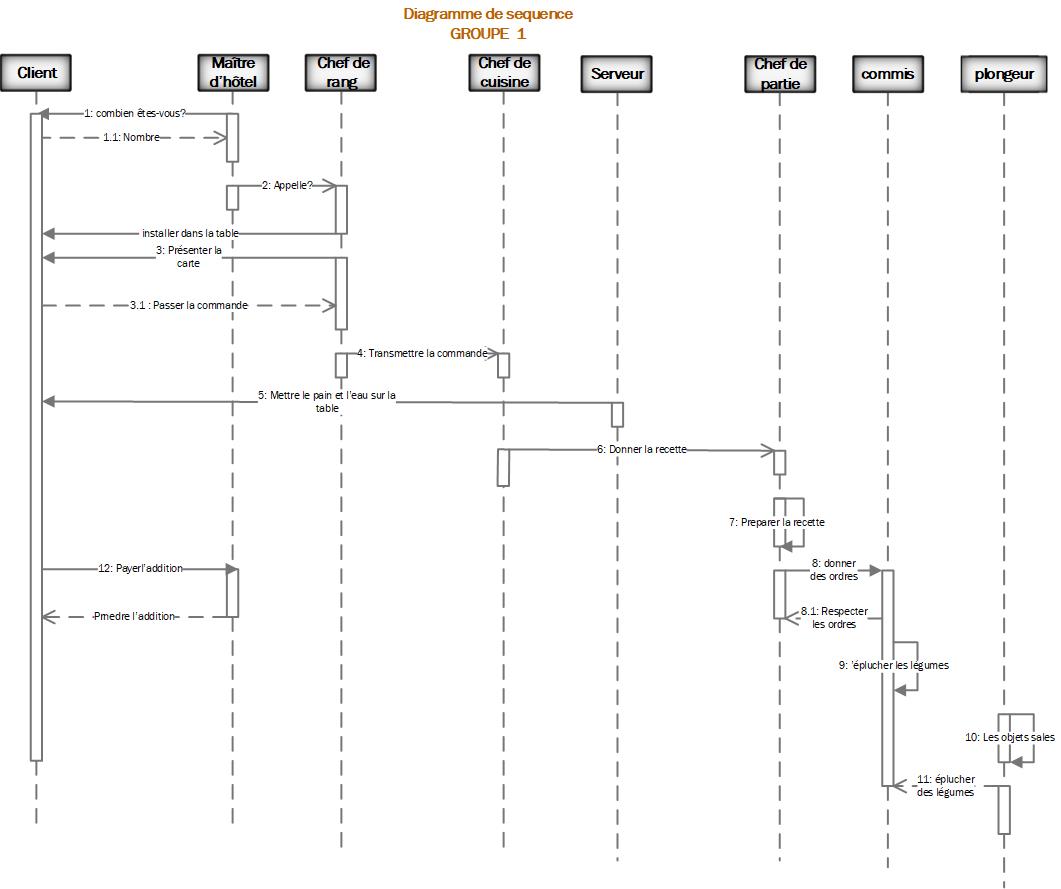 Diagramme de sequence
GROUPE 1
Client
Maître
d'hôtel
Chef de
rang
Chef de
cuisine
Serveur
Chef de
partie
commis
plongeur
1: combien êtes-vous?
1.1: Nombre
2: Appelle?
installer dans la table
3: Présenter la
carte
3.1 : Passer la commande
4: Transmettre la commande
5: Mettre le pain et l'eau sur la
table
6: Donner la recette
7: Preparer la recette
12: Payerl'addition
8: donner
des ordres
Pmedre l'addition
8.1: Respecter
les ordres
9: 'éplucher les légumes
10: Les objets sales
11: éplucher
des légumes